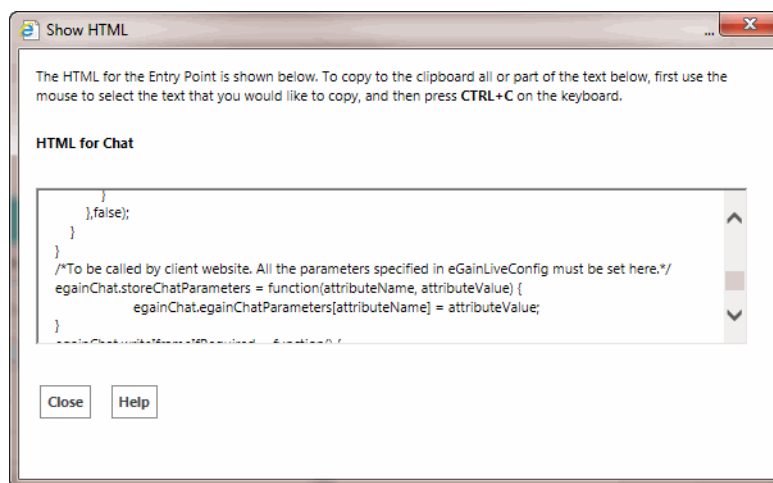 Show HTML
...
The HTML for the Entry Point is shown below. To copy to the clipboard all or part of the text below, first use the
mouse to select the text that you would like to copy, and then press CTRL+C on the keyboard.
HTML for Chat
}
},false);
}
}
/*To be called by client website. All the parameters specified in eGainLiveConfig must be set here.*/
egainChat.storeChatParameters = function(attributeName, attributeValue) {
egainChat.egainChatParameters[attributeName] = attributeValue;
}
egainChat.writeIframeIfRequired = function() {
Close Help